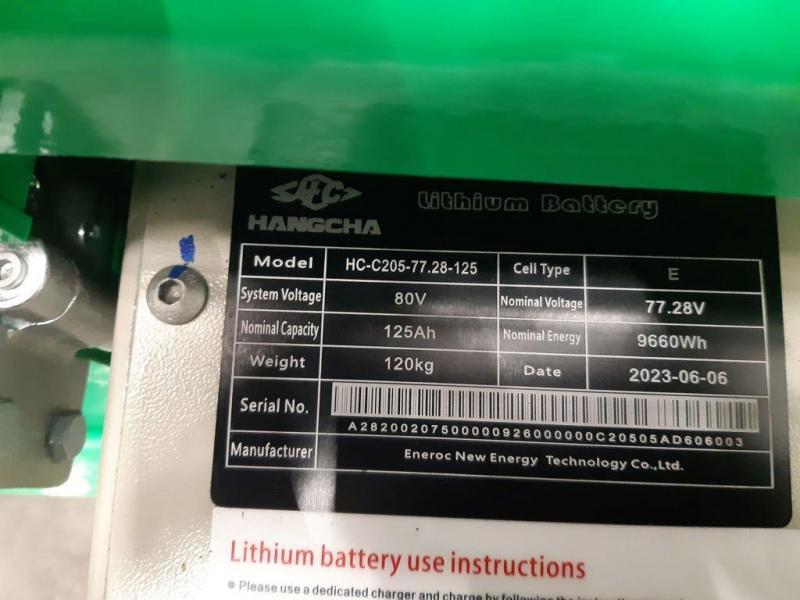 HC
Lithium Battery
HANGCHA
Model HC-C205-77.28-125 Cell Type E
System Voltage 80V Nominal Voltage 77.28V
Nominal Capacity 125Ah Nominal Energy 9660Wh
Weight 120kg Date 2023-06-06
Serial No.
A28200207500000926000000C20505AD606003
Manufacturer Eneroc New Energy Technology Co.,Ltd.
Lithium battery use instructions
• Please use a dedicated charger and charge by following the